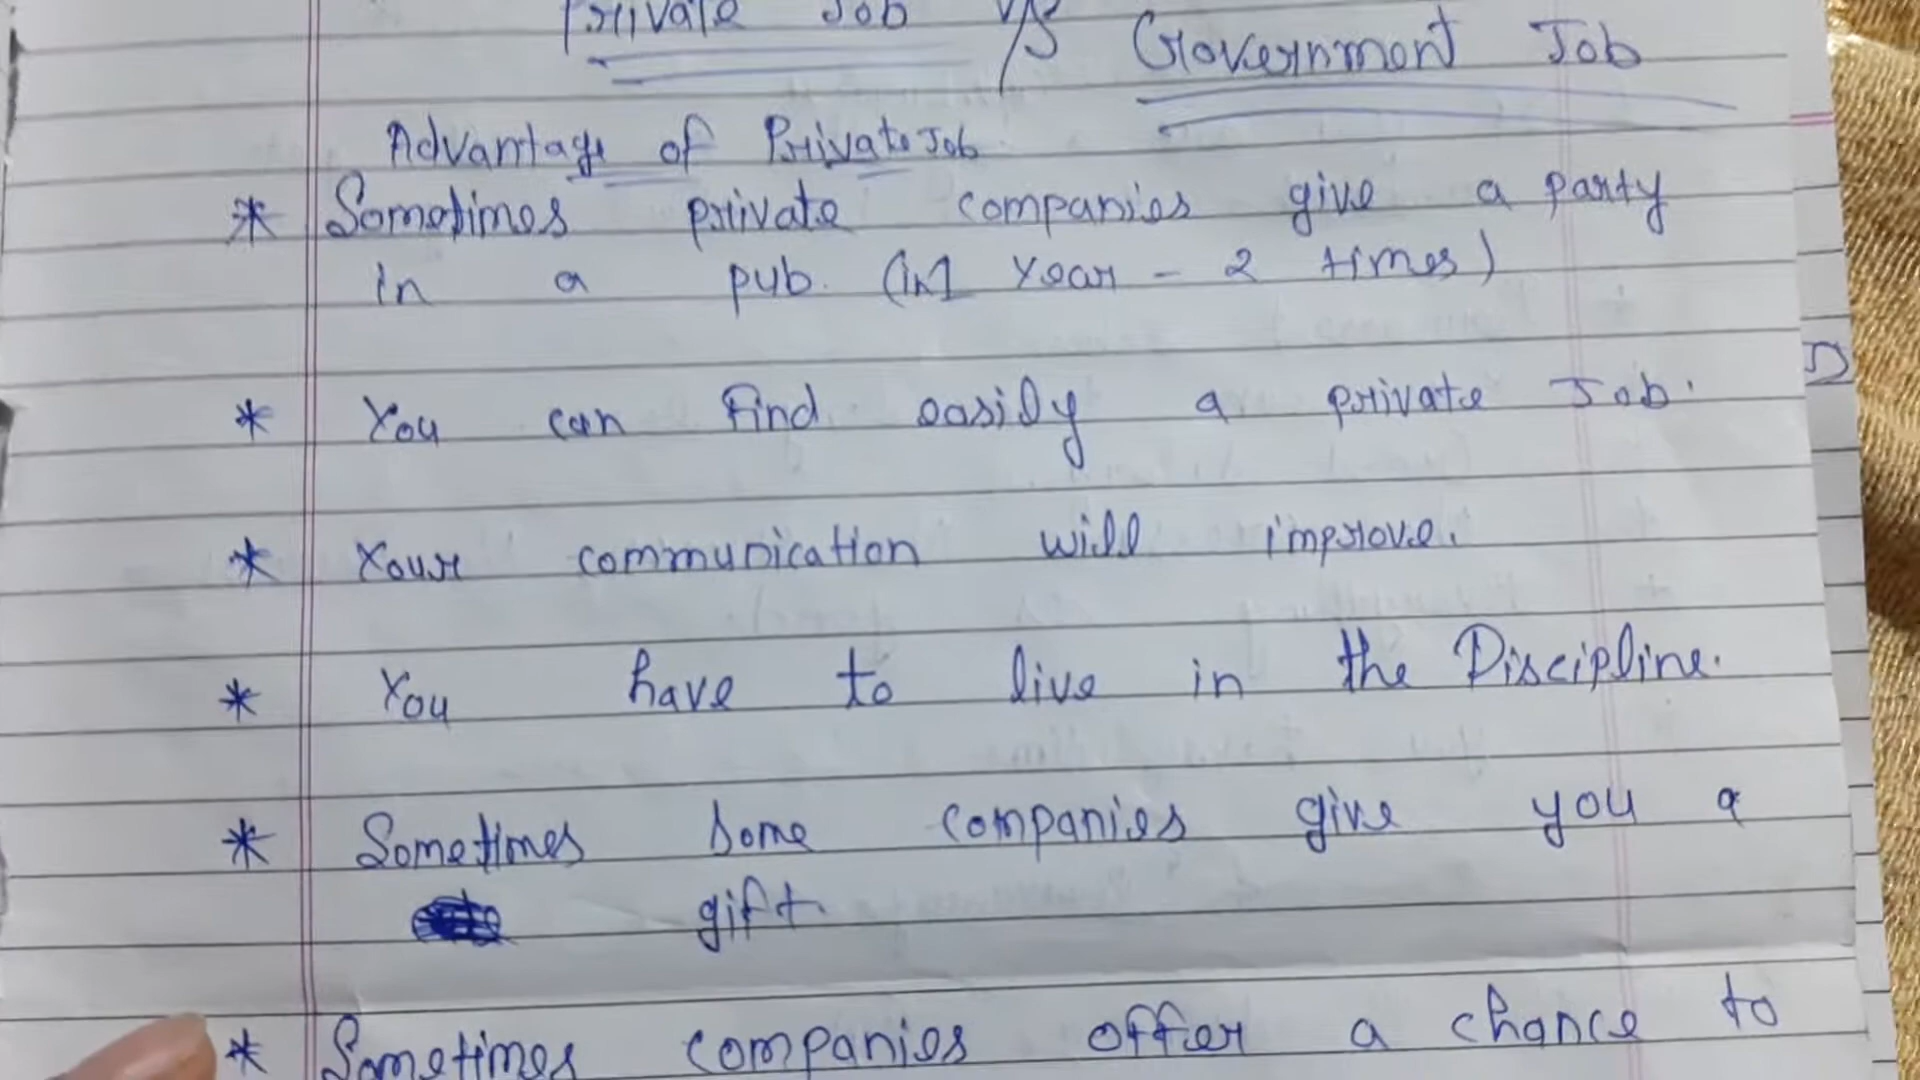 Private Job v/s Government Job
Advantage of Private Job
* Sometimes private companies give a party
in a pub. (in 1 Year - 2 times)
* You can find easily a private Job.
* Your communication will improve.
* You have to live in the Discipline.
* Sometimes some companies give you a
gift.
* Sometimes companies offer a chance to